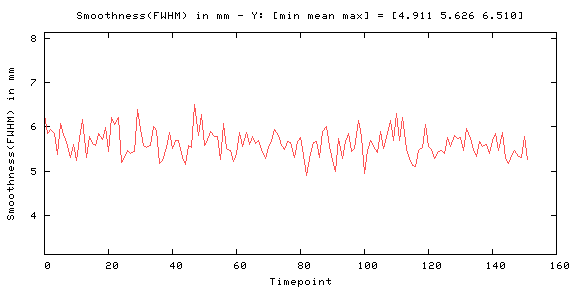 Smoothness(FWHM) in mm - Y: [min mean max] = [4.911 5.626 6.510]
8
7
6
5
4
Smoothness(FWHM) in mm
0 20 40 60 80 100 120 140 160
Timepoint